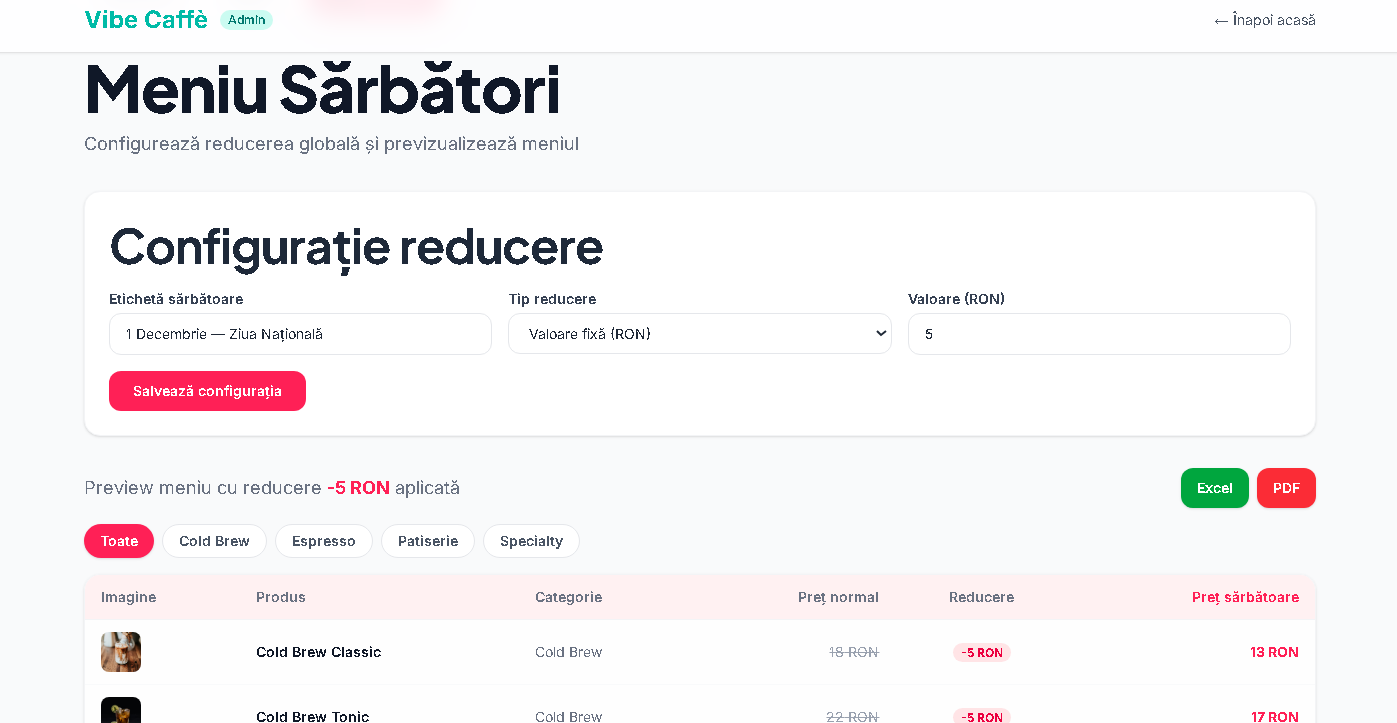 Vibe Caffè Admin ← Înapoi acasă
Meniu Sărbători
Configurează reducerea globală și previzualizează meniul
Configurație reducere
Etichetă sărbătoare Tip reducere Valoare (RON)
1 Decembrie — Ziua Națională Valoare fixă (RON) 5
Salvează configurația
Preview meniu cu reducere -5 RON aplicată Excel PDF
Toate Cold Brew Espresso Patiserie Specialty
Imagine Produs Categorie Preț normal Reducere Preț sărbătoare
Cold Brew Classic Cold Brew 18 RON -5 RON 13 RON
Cold Brew Tonic Cold Brew 22 RON -5 RON 17 RON